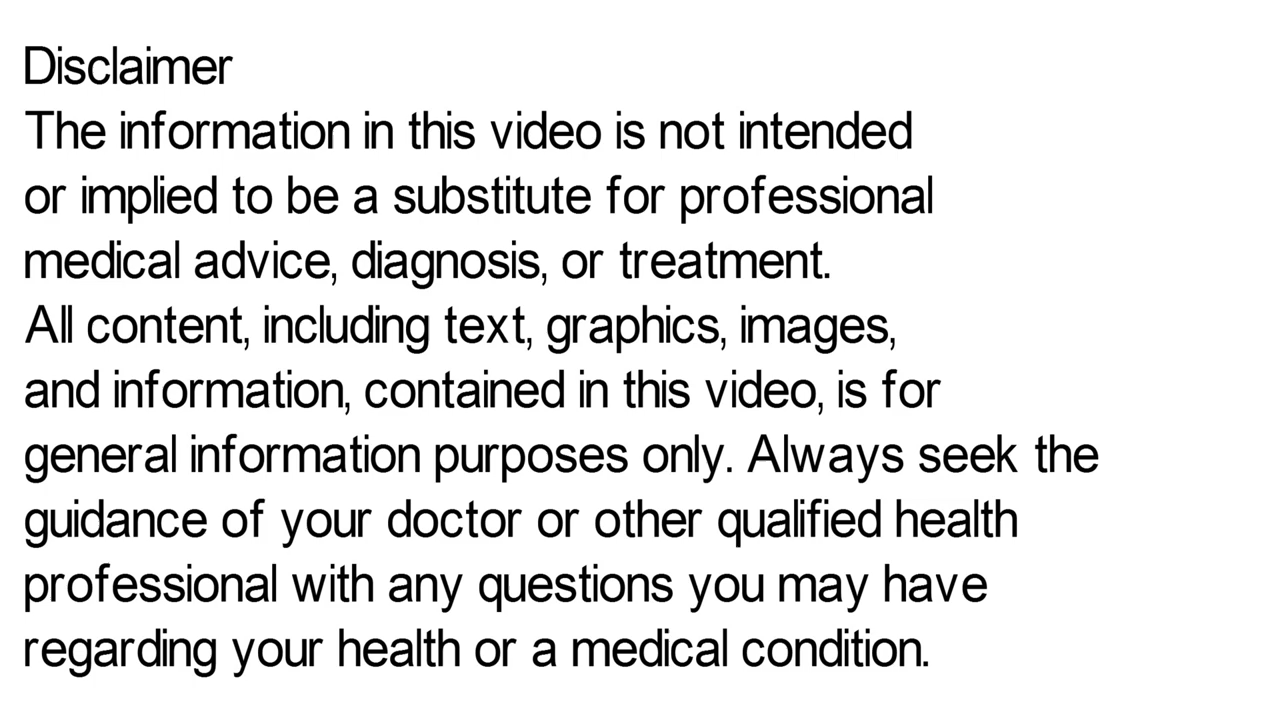 Disclaimer
The information in this video is not intended
or implied to be a substitute for professional
medical advice, diagnosis, or treatment.
All content, including text, graphics, images,
and information, contained in this video, is for
general information purposes only. Always seek the
guidance of your doctor or other qualified health
professional with any questions you may have
regarding your health or a medical condition.